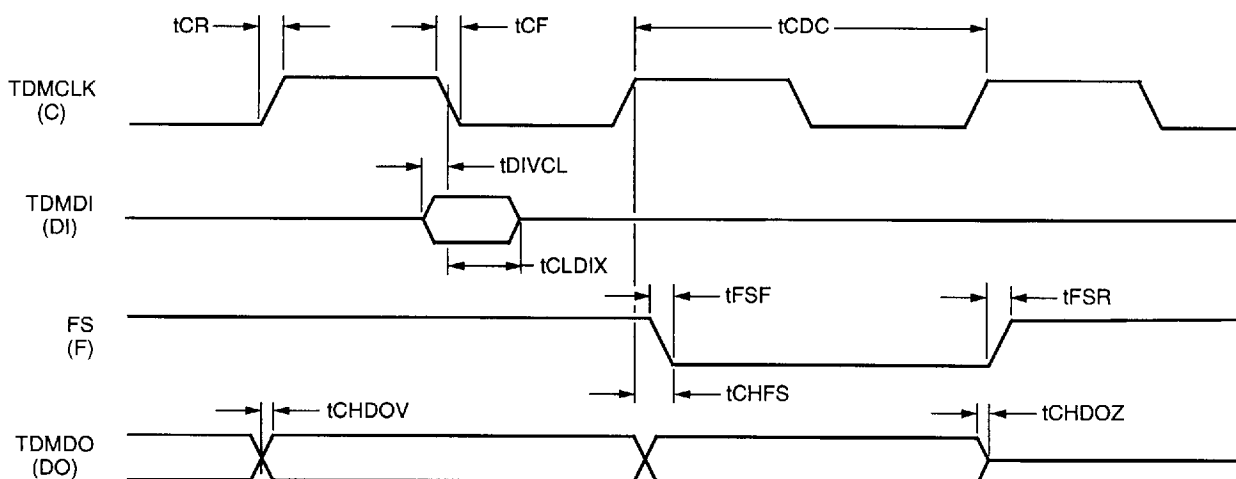 tCR
tCF
tCDC
TDMCLK
(C)
tDIVCL
TDMDI
(DI)
tCLDIX
tFSF
tFSR
FS
(F)
tCHFS
tCHDOV
tCHDOZ
TDMDO
(DO)